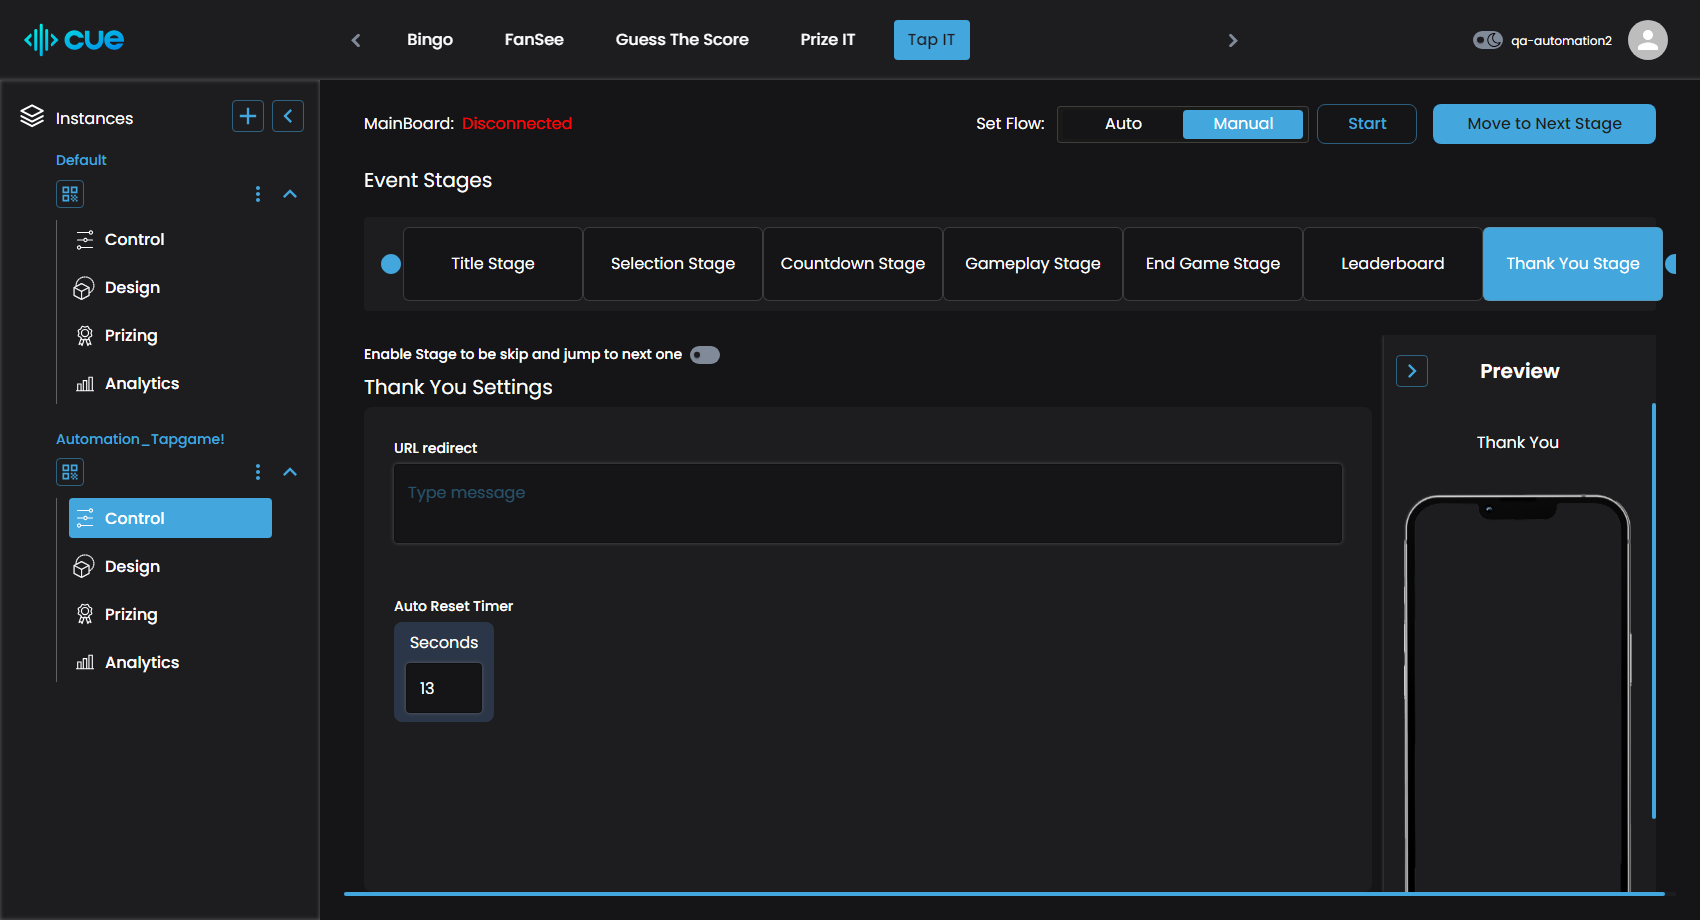 cue
Bingo
FanSee
Guess The Score
Prize IT
Tap IT
qa-automation2
Instances
Default
Control
Design
Prizing
Analytics
Automation_Tapgame!
Control
Design
Prizing
Analytics
MainBoard: Disconnected
Set Flow:
Auto
Manual
Start
Move to Next Stage
Event Stages
Title Stage
Selection Stage
Countdown Stage
Gameplay Stage
End Game Stage
Leaderboard
Thank You Stage
Enable Stage to be skip and jump to next one
Thank You Settings
URL redirect
Type message
Auto Reset Timer
Seconds
13
Preview
Thank You